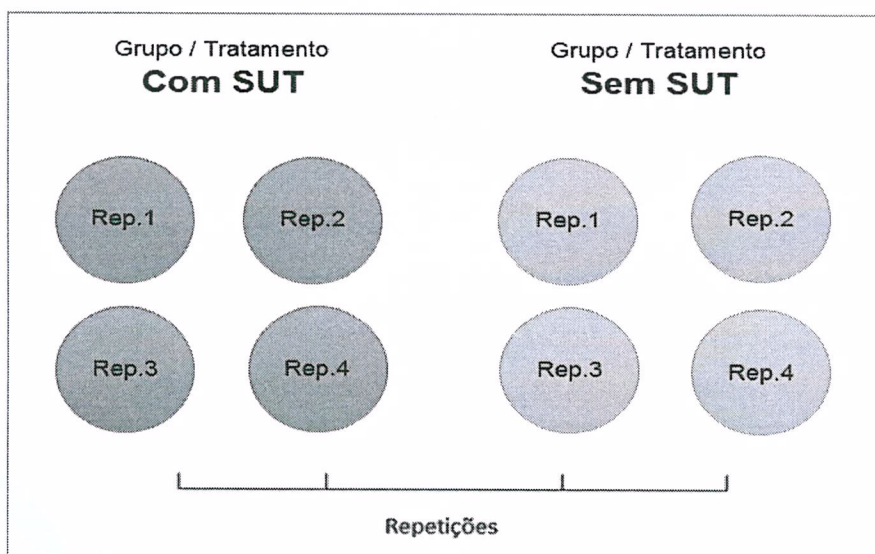 Grupo / Tratamento
Com SUT
Grupo / Tratamento
Sem SUT
Rep.1
Rep.2
Rep.1
Rep.2
Rep.3
Rep.4
Rep.3
Rep.4
Repetições